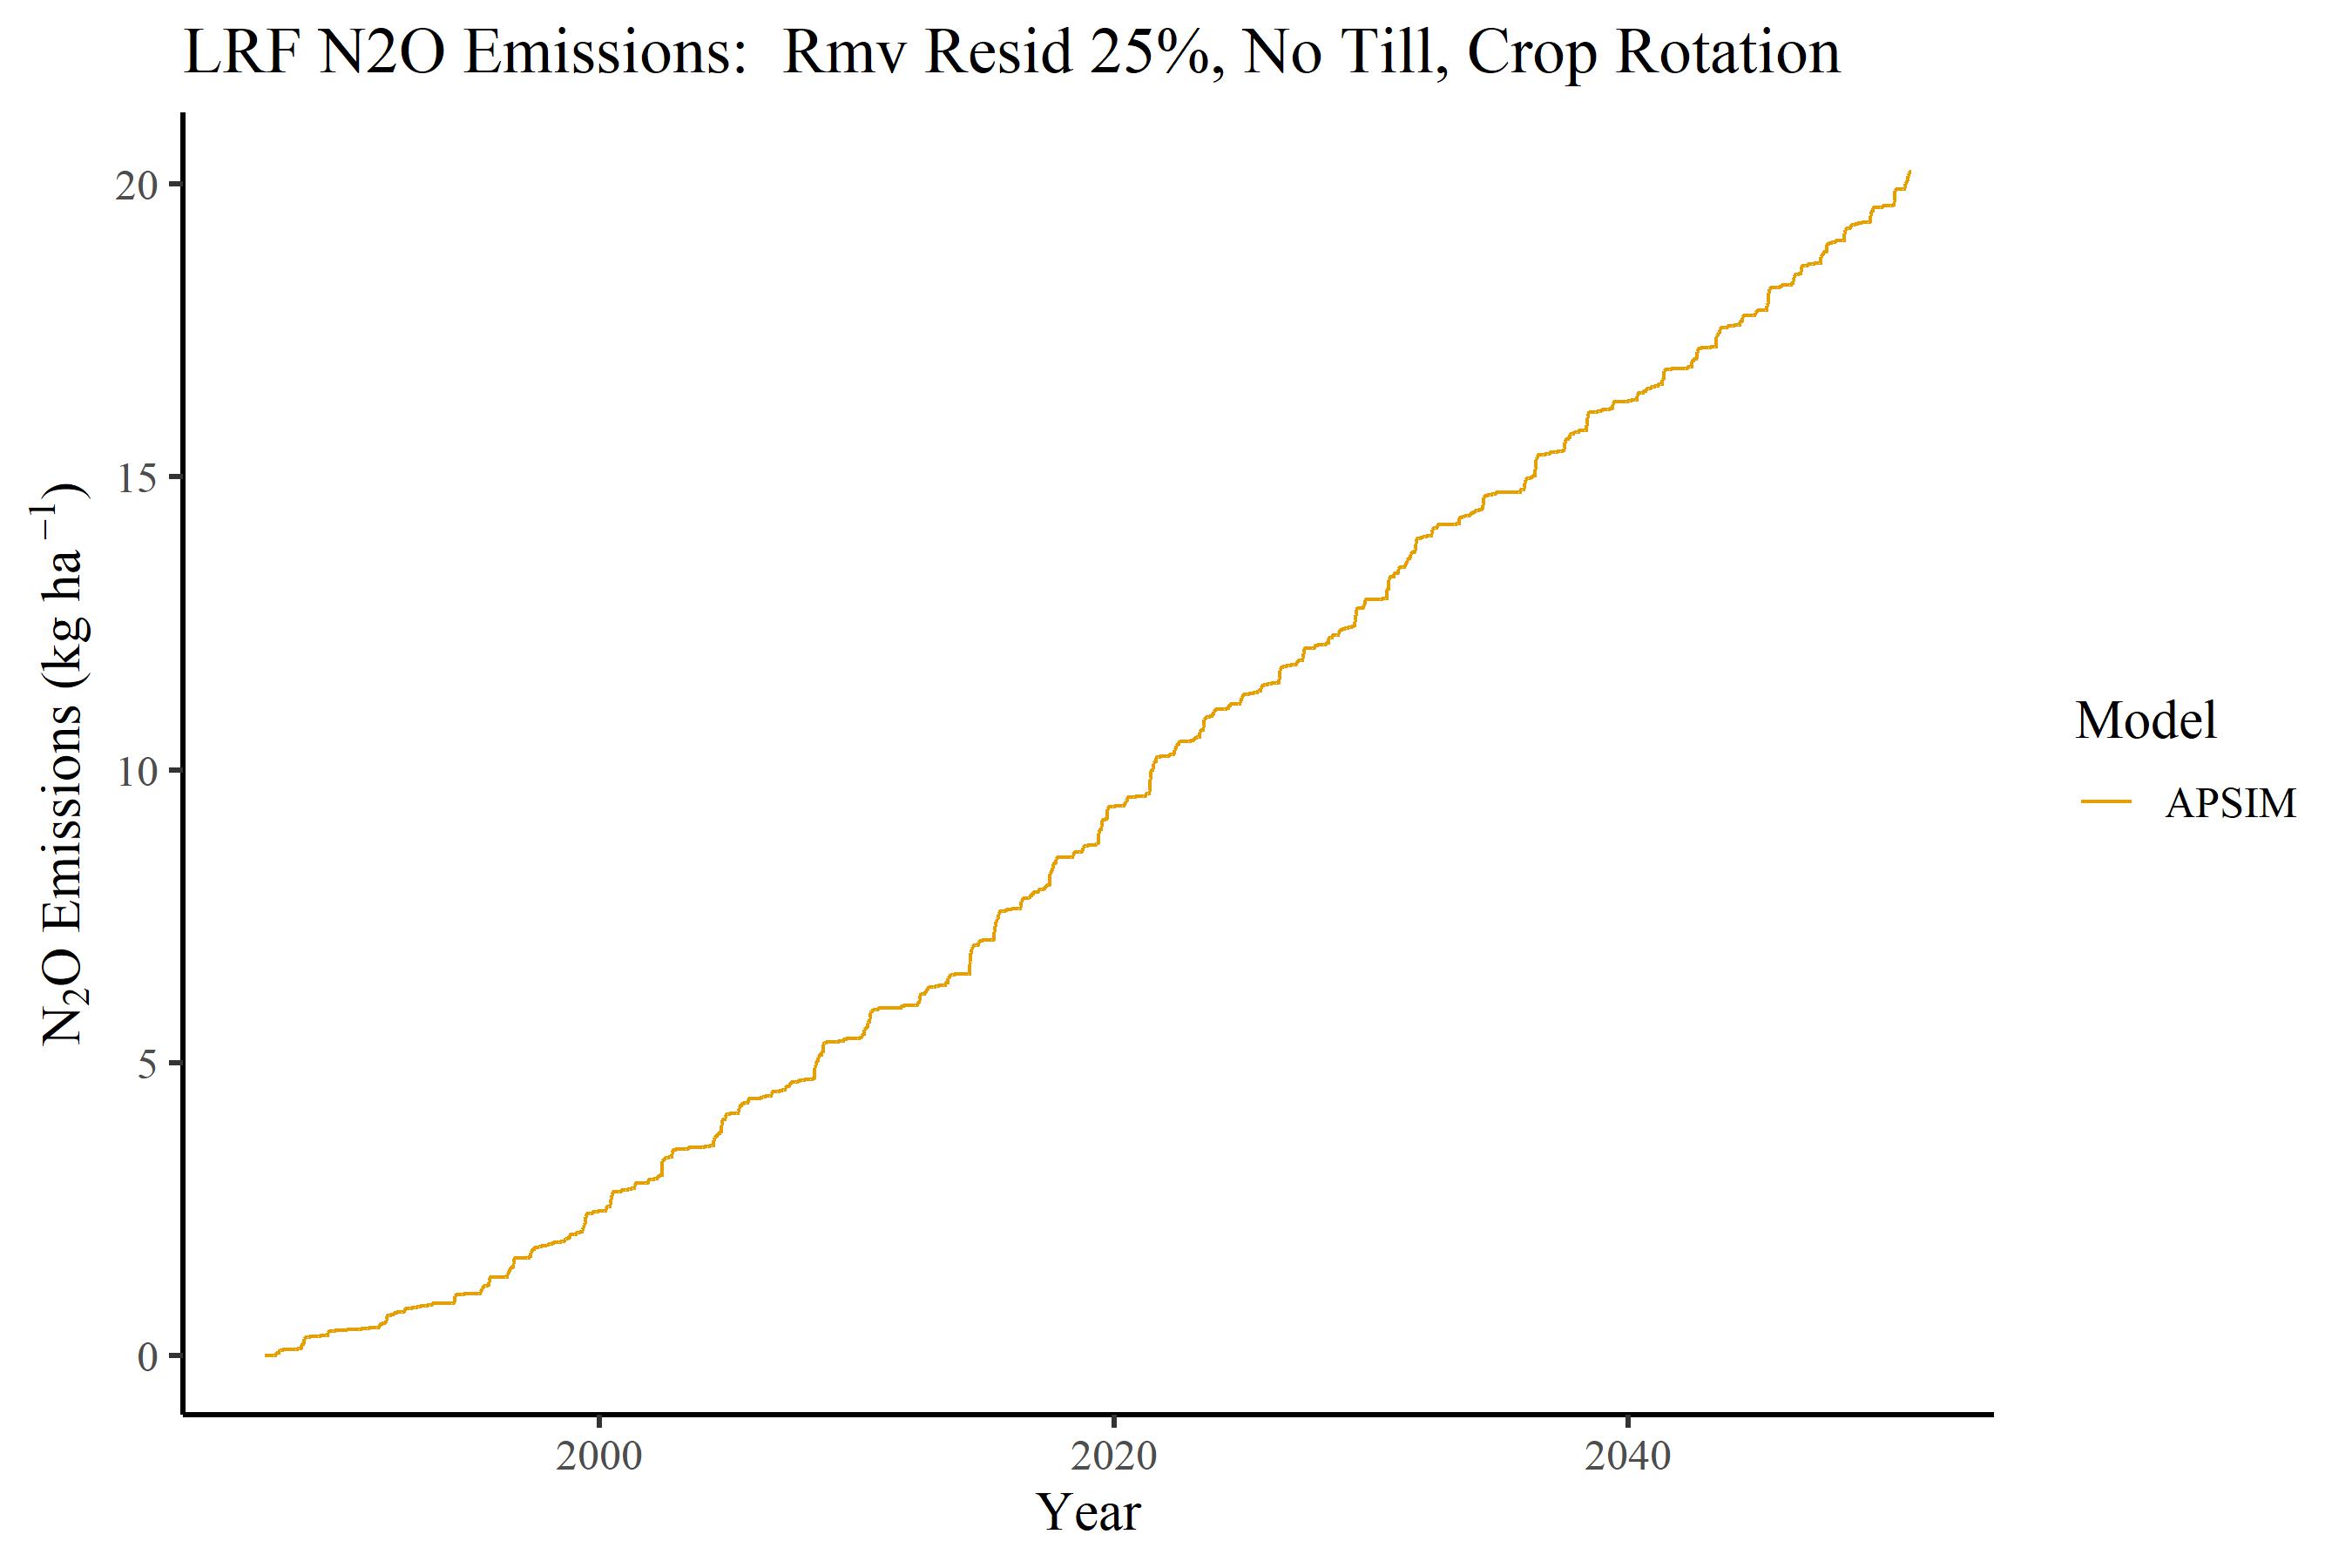 LRF N2O Emissions:  Rmv Resid 25%, No Till, Crop Rotation
N₂O Emissions (kg ha⁻¹)
20
15
10
5
0
2000
2020
2040
Year
Model
APSIM